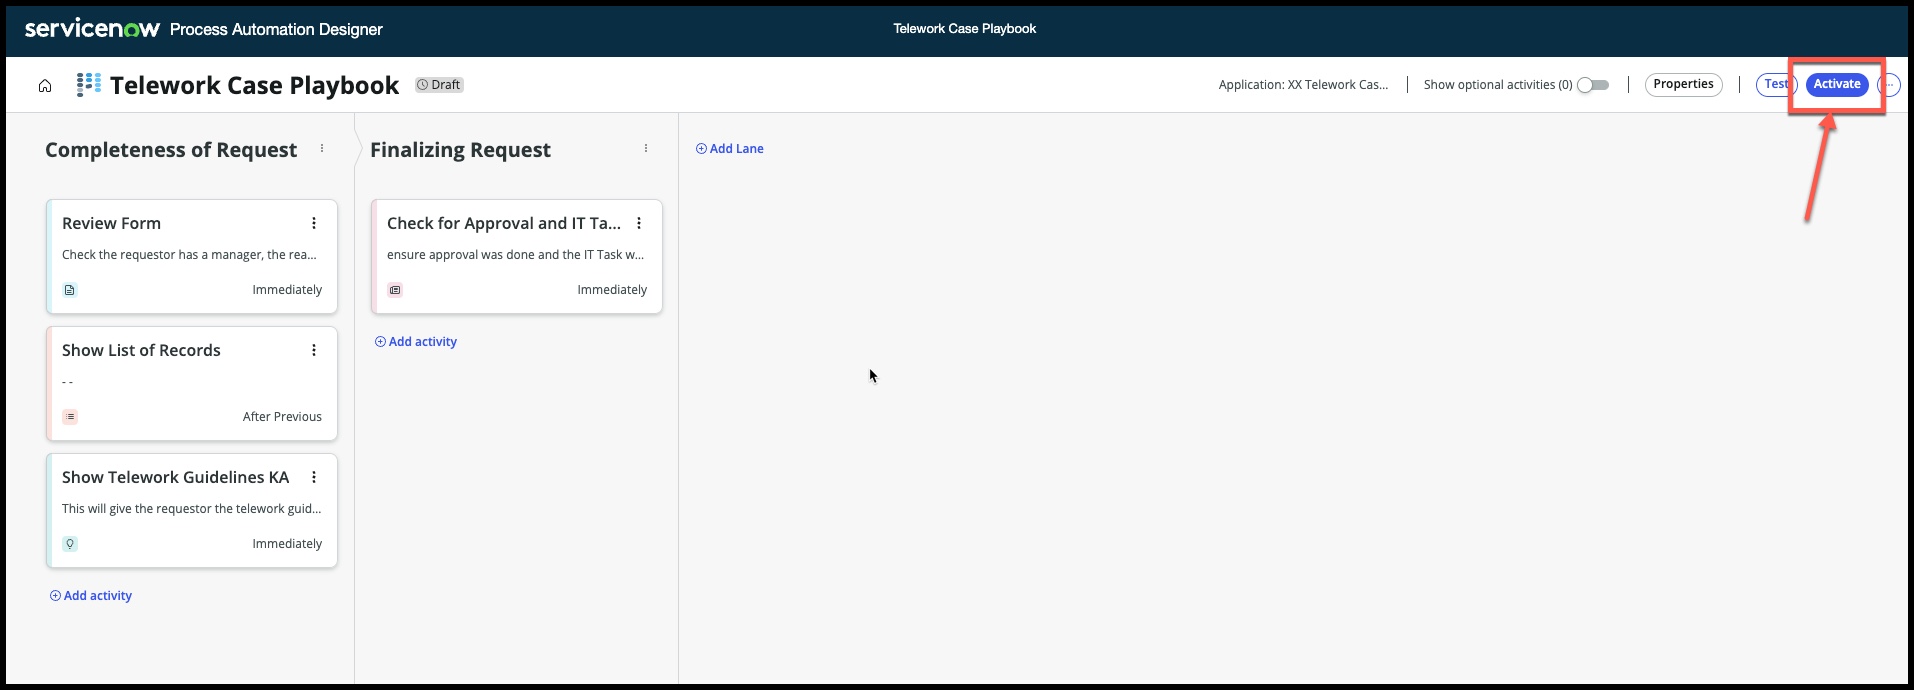 servicenow Process Automation Designer
Telework Case Playbook
Telework Case Playbook
Draft
Application: XX Telework Cas...
Show optional activities (0)
Properties
Test
Activate
...
Completeness of Request
Review Form
Check the requestor has a manager, the rea...
Immediately
Show List of Records
- -
After Previous
Show Telework Guidelines KA
This will give the requestor the telework guid...
Immediately
Add activity
Finalizing Request
Check for Approval and IT Ta...
ensure approval was done and the IT Task w...
Immediately
Add activity
Add Lane